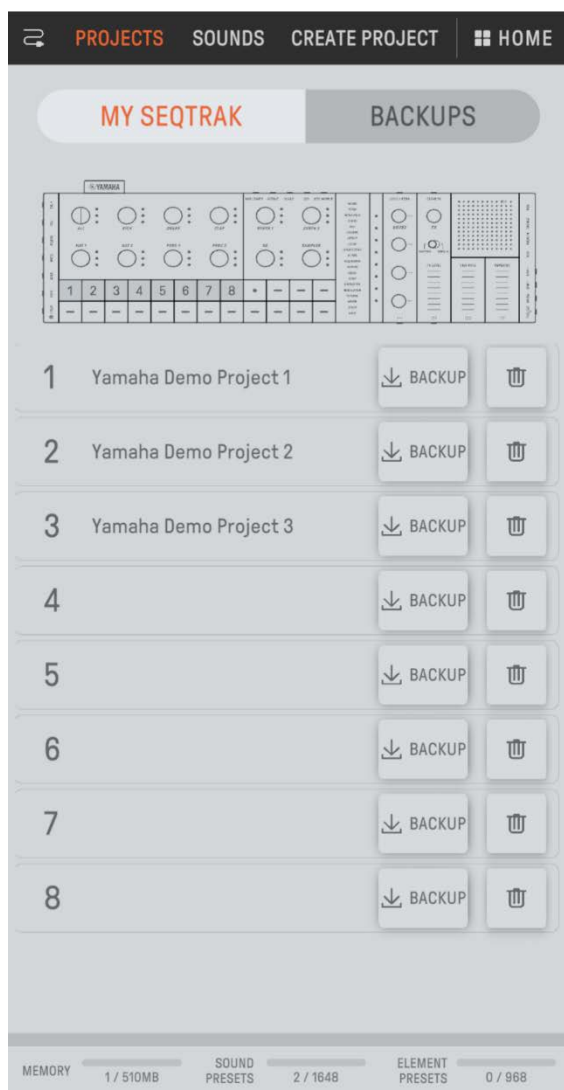 PROJECTS SOUNDS CREATE PROJECT HOME
MY SEQTRAK BACKUPS
YAMAHA
1 2 3 4 5 6 7 8
1 Yamaha Demo Project 1 BACKUP
2 Yamaha Demo Project 2 BACKUP
3 Yamaha Demo Project 3 BACKUP
4 BACKUP
5 BACKUP
6 BACKUP
7 BACKUP
8 BACKUP
MEMORY 1 / 510MB SOUND PRESETS 2 / 1648 ELEMENT PRESETS 0 / 968